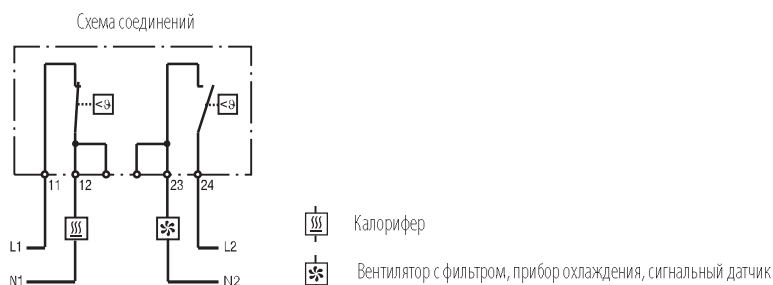 Схема соединений
<ϑ <ϑ
11 12 23 24
L1 L2
N1 N2
Калорифер
Вентилятор с фильтром, прибор охлаждения, сигнальный датчик